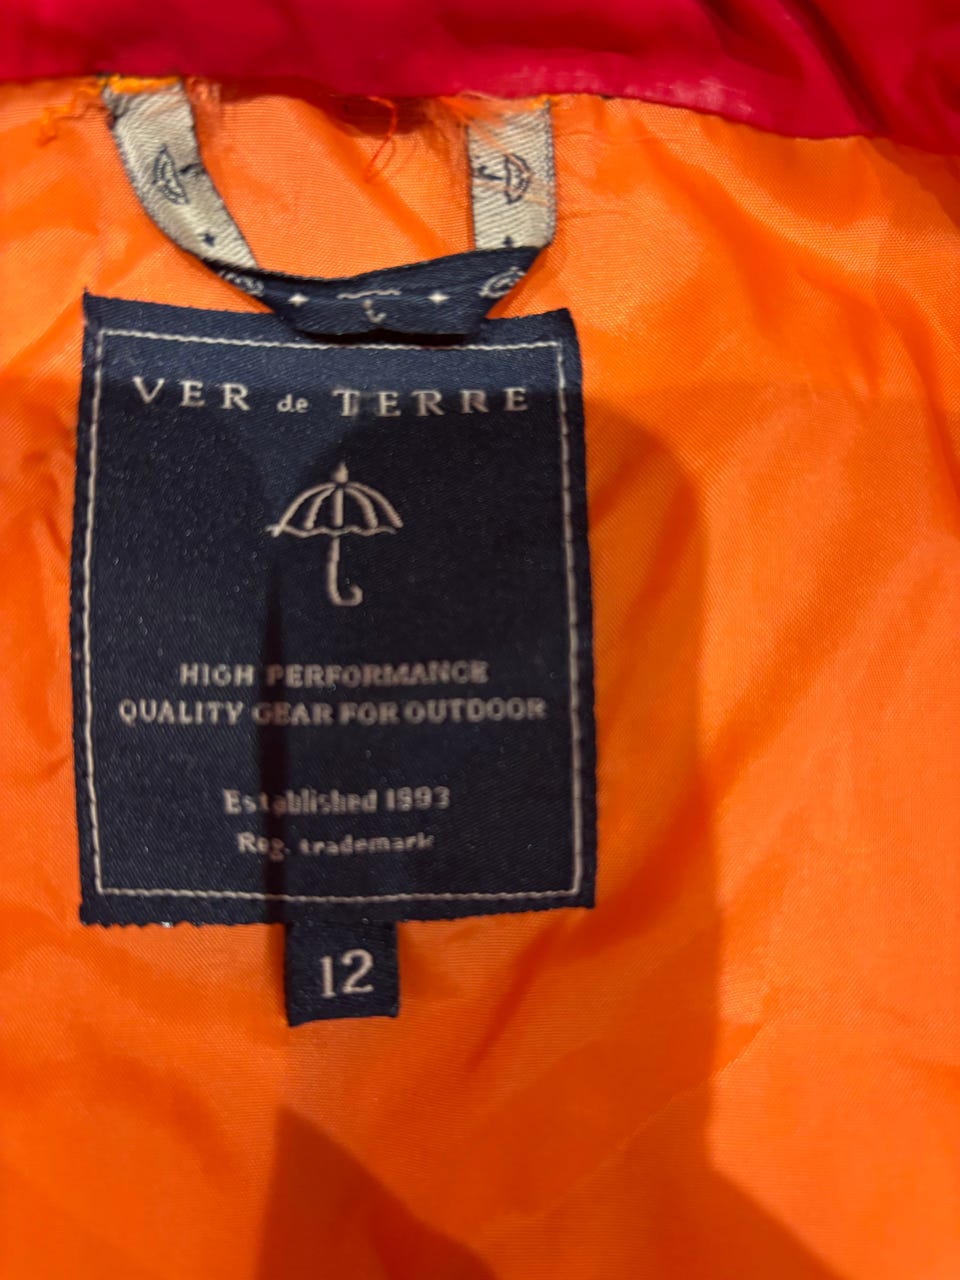 VER de TERRE
HIGH PERFORMANCE
QUALITY GEAR FOR OUTDOOR
Established 1993
Reg. trademark
12